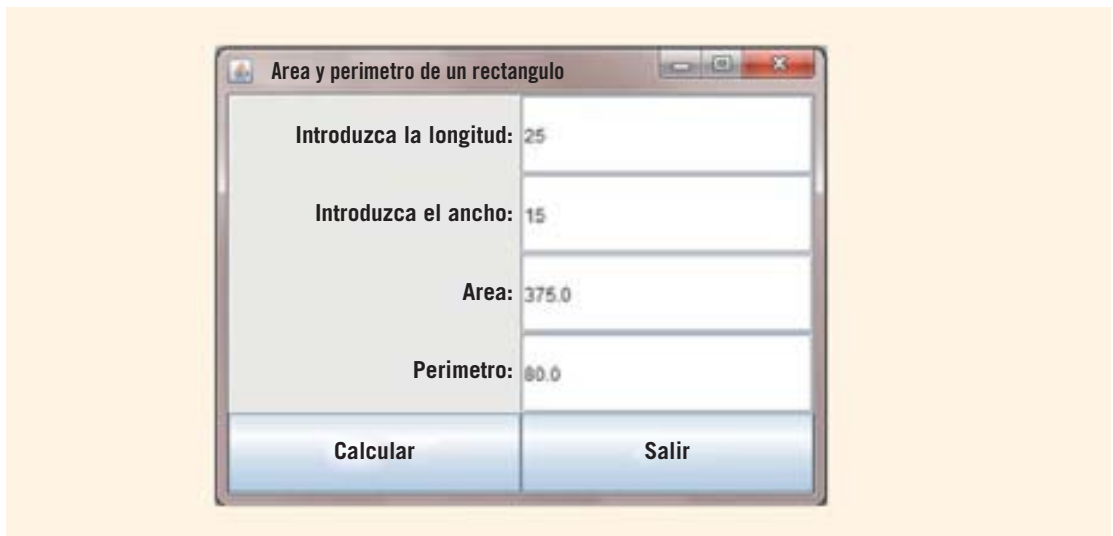 Area y perimetro de un rectangulo
Introduzca la longitud: 25
Introduzca el ancho: 15
Area: 375.0
Perimetro: 80.0
Calcular Salir